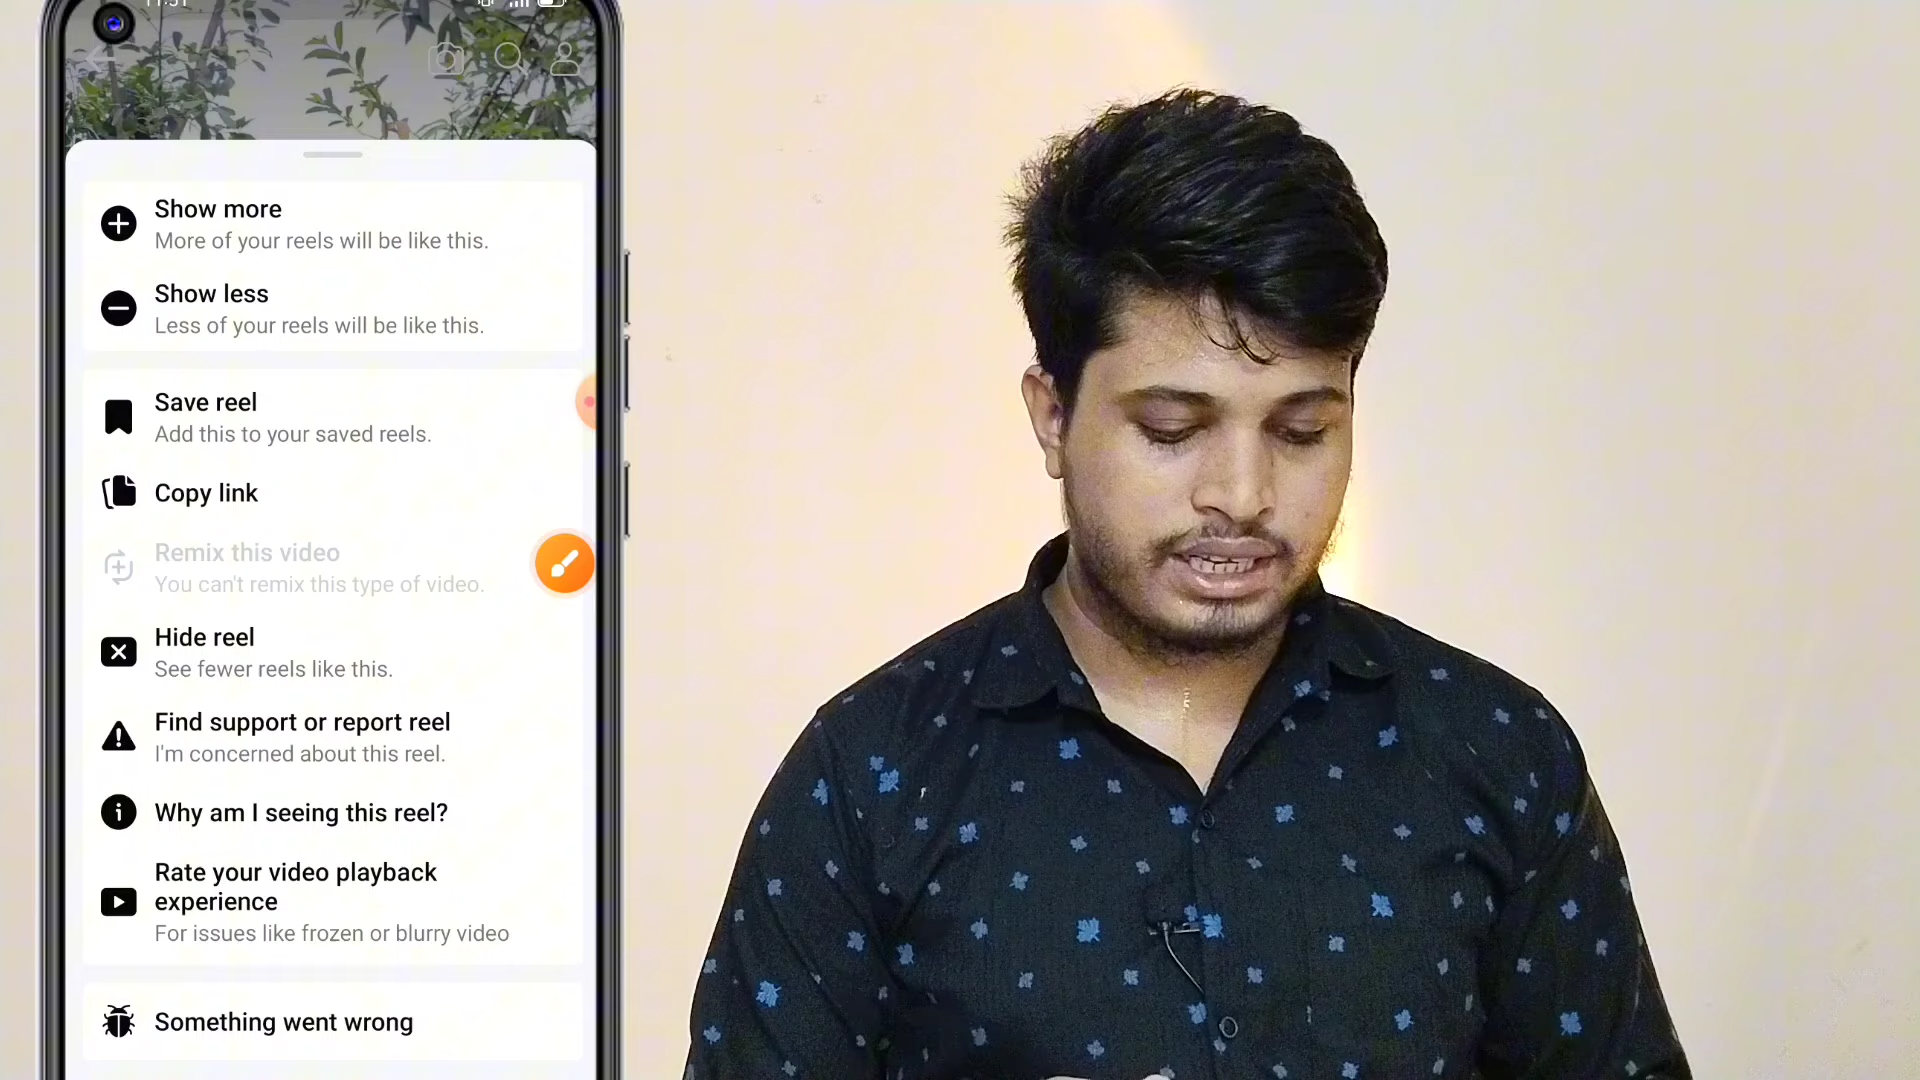 Show more
More of your reels will be like this.
Show less
Less of your reels will be like this.
Save reel
Add this to your saved reels.
Copy link
Remix this video
You can't remix this type of video.
Hide reel
See fewer reels like this.
Find support or report reel
I'm concerned about this reel.
Why am I seeing this reel?
Rate your video playback
experience
For issues like frozen or blurry video
Something went wrong